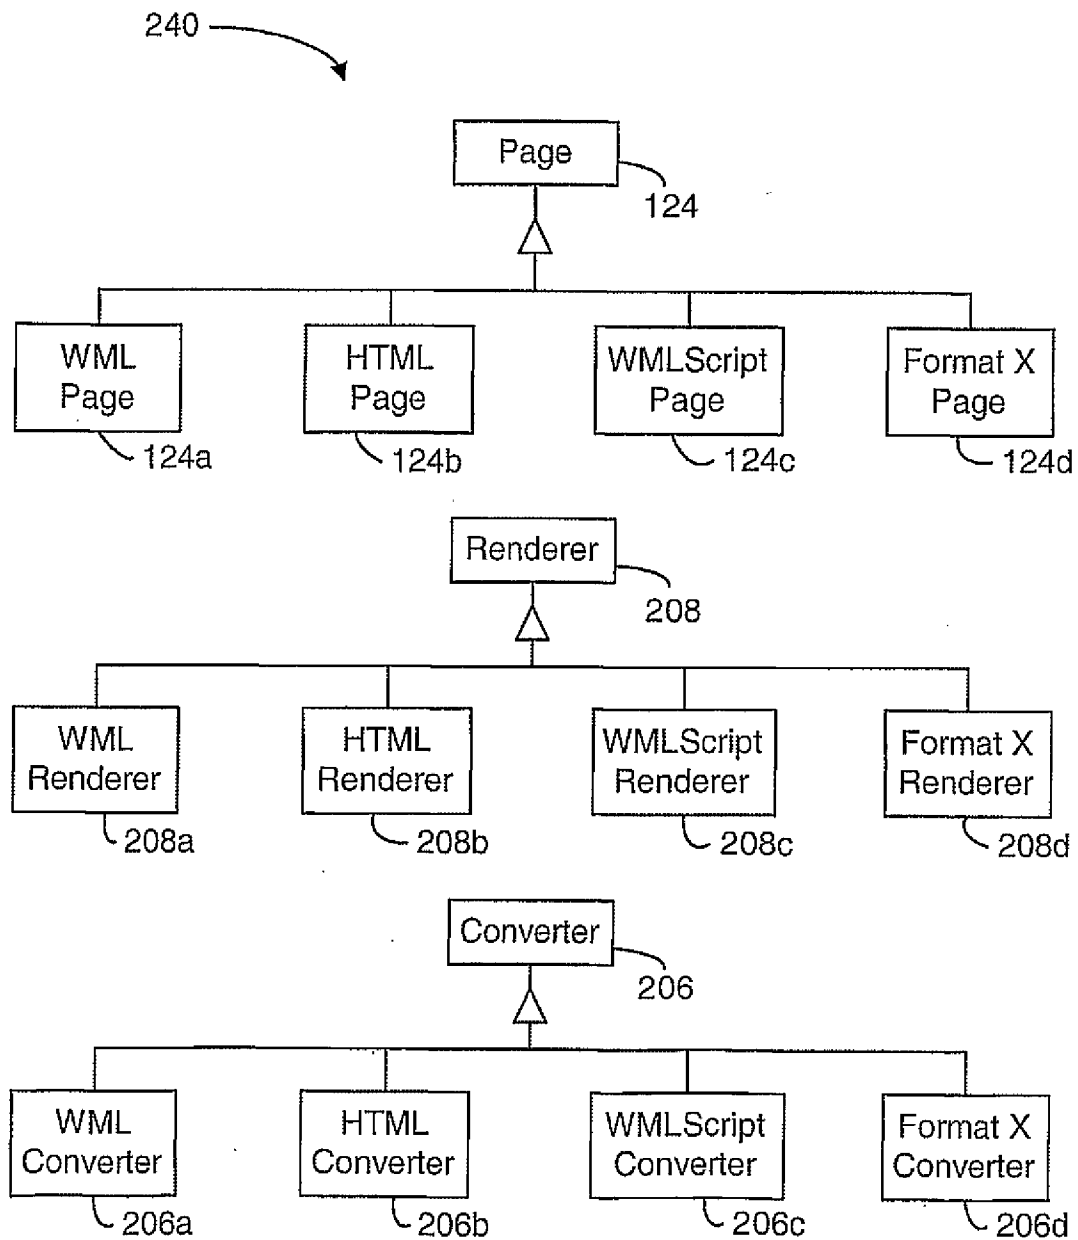 240
Page
124
WML
Page
124a
HTML
Page
124b
WMLScript
Page
124c
Format X
Page
124d
Renderer
208
WML
Renderer
208a
HTML
Renderer
208b
WMLScript
Renderer
208c
Format X
Renderer
208d
Converter
206
WML
Converter
206a
HTML
Converter
206b
WMLScript
Converter
206c
Format X
Converter
206d